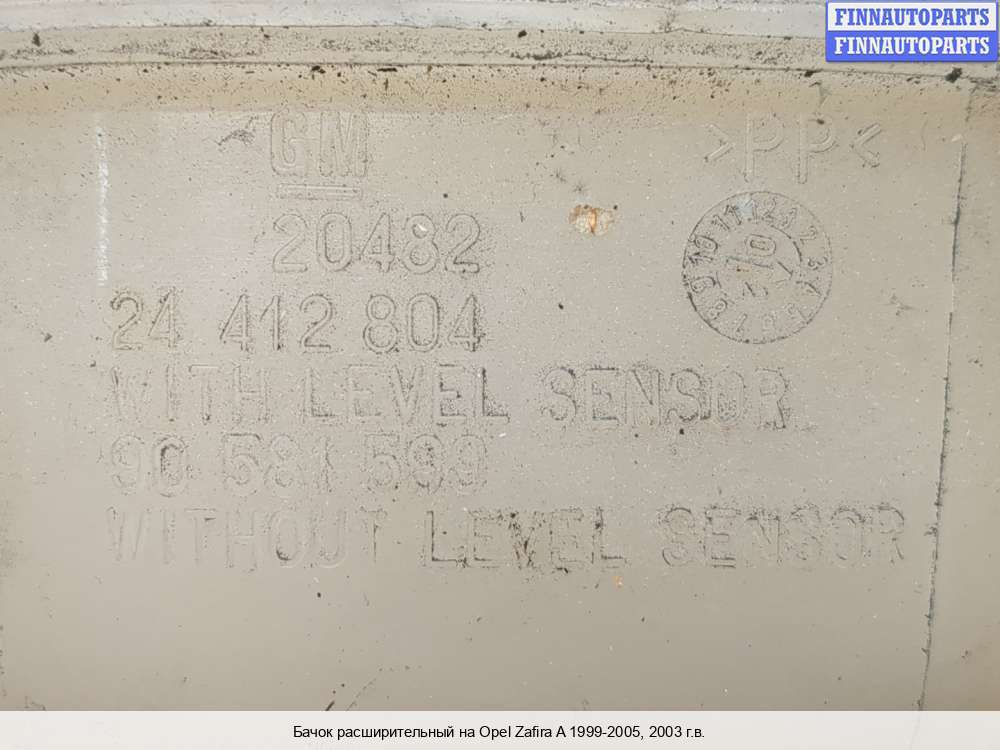 FINNAUTOPARTS
FINNAUTOPARTS
GM
>PP<
20482
24 412 804
WITH LEVEL SENSOR
90 581 599
WITHOUT LEVEL SENSOR
Бачок расширительный на Opel Zafira A 1999-2005, 2003 г.в.